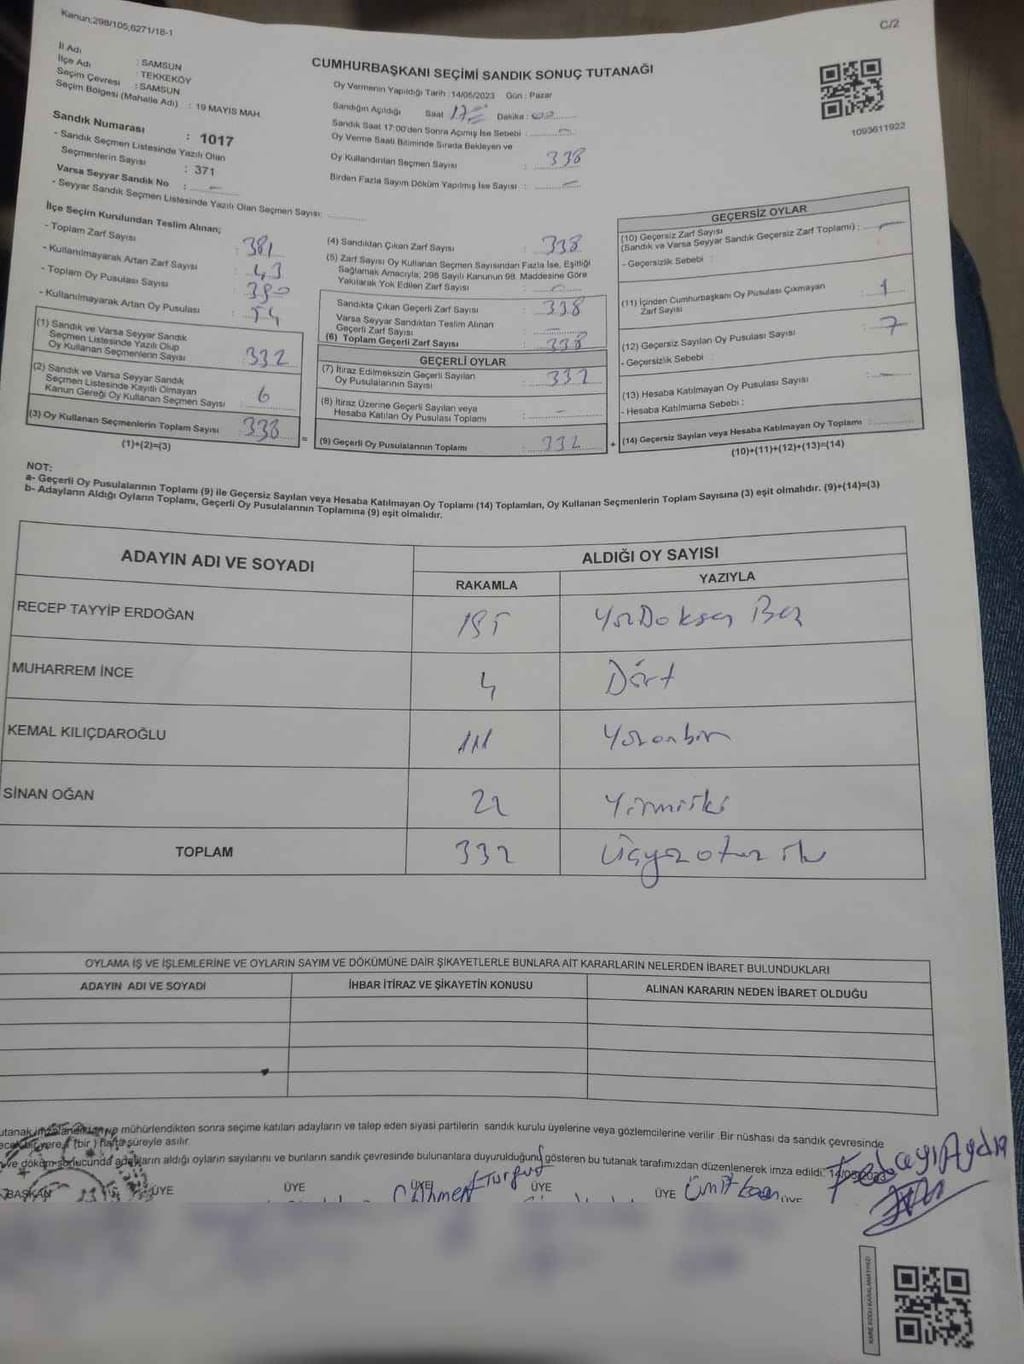 Kanun;298/105;6271/18-1
C/2
İl Adı : SAMSUN
İlçe Adı : TEKKEKÖY
Seçim Çevresi : SAMSUN
Seçim Bölgesi (Mahalle Adı) : 19 MAYIS MAH.
Sandık Numarası : 1017
- Sandık Seçmen Listesinde Yazılı Olan
Seçmenlerin Sayısı : 371
Varsa Seyyar Sandık No :
- Seyyar Sandık Seçmen Listesinde Yazılı Olan Seçmen Sayısı:
CUMHURBAŞKANI SEÇİMİ SANDIK SONUÇ TUTANAĞI
Oy Vermenin Yapıldığı Tarih : 14/05/2023 Gün : Pazar
Sandığın Açıldığı Saat 17 Dakika :
Sandık Saat 17:00'den Sonra Açımış İse Sebebi :
Oy Verme Saati Bitiminde Sırada Bekleyen ve
Oy Kullandırılan Seçmen Sayısı : 338
Birden Fazla Sayım Döküm Yapılmış İse Sayısı :
1093611922
İlçe Seçim Kurulundan Teslim Alınan;
- Toplam Zarf Sayısı : 381
- Kullanılmayarak Artan Zarf Sayısı : 43
- Toplam Oy Pusulası Sayısı :
- Kullanılmayarak Artan Oy Pusulası : 54
(1) Sandık ve Varsa Seyyar Sandık
Seçmen Listesinde Yazılı Olup
Oy Kullanan Seçmenlerin Sayısı 332
(2) Sandık ve Varsa Seyyar Sandık
Seçmen Listesinde Kayıtlı Olmayan
Kanun Gereği Oy Kullanan Seçmen Sayısı 6
(3) Oy Kullanan Seçmenlerin Toplam Sayısı 338
(1)+(2)=(3)
=
(4) Sandıktan Çıkan Zarf Sayısı : 338
(5) Zarf Sayısı Oy Kullanan Seçmen Sayısından Fazla İse, Eşitliği
Sağlamak Amacıyla; 298 Sayılı Kanunun 98. Maddesine Göre
Yakılarak Yok Edilen Zarf Sayısı :
Sandıkta Çıkan Geçerli Zarf Sayısı : 338
Varsa Seyyar Sandıktan Teslim Alınan
Geçerli Zarf Sayısı :
(6) Toplam Geçerli Zarf Sayısı : 338
GEÇERLİ OYLAR
(7) İtiraz Edilmeksizin Geçerli Sayılan
Oy Pusulalarının Sayısı : 332
(8) İtiraz Üzerine Geçerli Sayılan veya
Hesaba Katılan Oy Pusulası Toplamı : -
(9) Geçerli Oy Pusulalarının Toplamı : 332
+
GEÇERSİZ OYLAR
(10) Geçersiz Zarf Sayısı
(Sandık ve Varsa Seyyar Sandık Geçersiz Zarf Toplamı) :
- Geçersizlik Sebebi :
(11) İçinden Cumhurbaşkanı Oy Pusulası Çıkmayan
Zarf Sayısı : 1
(12) Geçersiz Sayılan Oy Pusulası Sayısı : 7
- Geçersizlik Sebebi
(13) Hesaba Katılmayan Oy Pusulası Sayısı :
- Hesaba Katılmama Sebebi :
(14) Geçersiz Sayılan veya Hesaba Katılmayan Oy Toplamı :
(10)+(11)+(12)+(13)=(14)
NOT:
a- Geçerli Oy Pusulalarının Toplamı (9) ile Geçersiz Sayılan veya Hesaba Katılmayan Oy Toplamı (14) Toplamları, Oy Kullanan Seçmenlerin Toplam Sayısına (3) eşit olmalıdır. (9)+(14)=(3)
b- Adayların Aldığı Oyların Toplamı, Geçerli Oy Pusulalarının Toplamına (9) eşit olmalıdır.
ADAYIN ADI VE SOYADI
ALDIĞI OY SAYISI
RAKAMLA
YAZIYLA
RECEP TAYYİP ERDOĞAN 195 YüzDoksan Beş
MUHARREM İNCE 4 Dört
KEMAL KILIÇDAROĞLU 111 Yüzonbir
SİNAN OĞAN 22 Yirmiiki
TOPLAM 332 Üçyüzotuz iki
OYLAMA İŞ VE İŞLEMLERİNE VE OYLARIN SAYIM VE DÖKÜMÜNE DAİR ŞİKAYETLERLE BUNLARA AİT KARARLARIN NELERDEN İBARET BULUNDUKLARI
ADAYIN ADI VE SOYADI
İHBAR İTİRAZ VE ŞİKAYETİN KONUSU
ALINAN KARARIN NEDEN İBARET OLDUĞU
mühürlendikten sonra seçime katılan adayların ve talep eden siyasi partilerin sandık kurulu üyelerine veya gözlemcilerine verilir. Bir nüshası da sandık çevresinde
(bir) hafta süreyle asılır.
ve döküm sonucunda adayların aldığı oyların sayılarını ve bunların sandık çevresinde bulunanlara duyurulduğunu gösteren bu tutanak tarafımızdan düzenlenerek imza edildi. 14/05/2023
BAŞKAN ÜYE ÜYE ÜYE ÜYE ÜYE ÜYE
Turgut
Ümit
Aydın
KARE KODU KARALAMAYINIZ